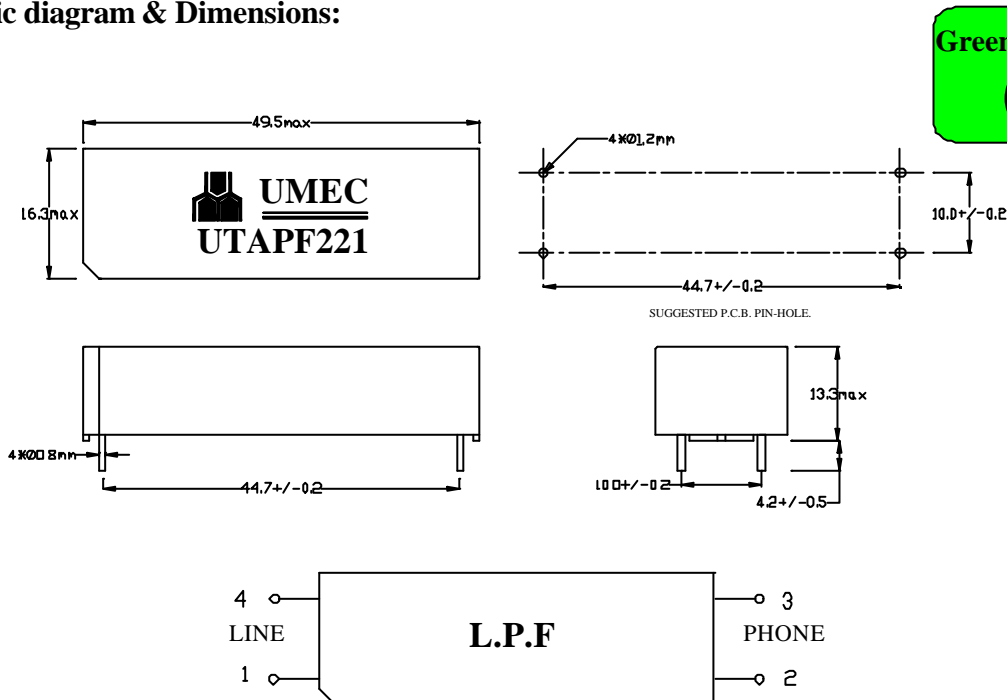 ic diagram & Dimensions:
Green
(
49.5max
16.3max
UMEC
UTAPF221
4*Ø1.2mm
10.0+/-0.2
44.7+/-0.2
SUGGESTED P.C.B. PIN-HOLE.
13.3max
4*Ø0.8mm
44.7+/-0.2
10.0+/-0.2
4.2+/-0.5
4
3
LINE
L.P.F
PHONE
1
2